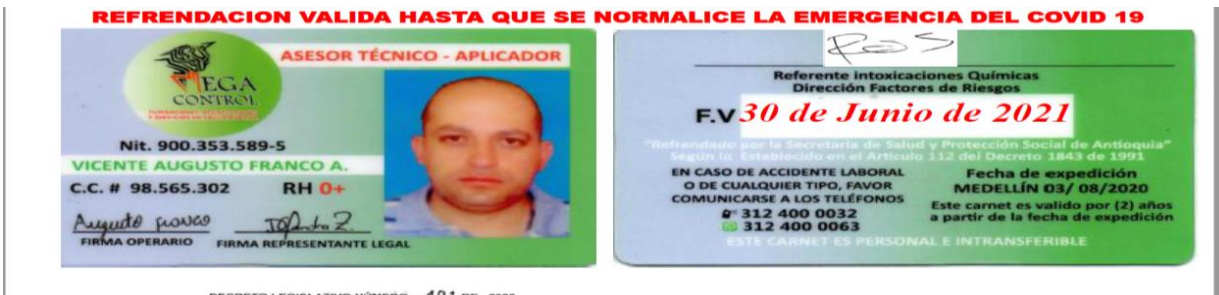 REFRENDACION VALIDA HASTA QUE SE NORMALICE LA EMERGENCIA DEL COVID 19
MEGA
CONTROL
ASESOR TÉCNICO - APLICADOR
Nit. 900.353.589-5
VICENTE AUGUSTO FRANCO A.
C.C. # 98.565.302 RH O+
Augusto Franco
FIRMA OPERARIO FIRMA REPRESENTANTE LEGAL
Referente intoxicaciones Químicas
Dirección Factores de Riesgos
F.V 30 de Junio de 2021
"Refrendado por la Secretaria de Salud y Protección Social de Antioquia"
Según lo Establecido en el Artículo 112 del Decreto 1843 de 1991
EN CASO DE ACCIDENTE LABORAL
O DE CUALQUIER TIPO, FAVOR
COMUNICARSE A LOS TELÉFONOS
312 400 0032
312 400 0063
Fecha de expedición
MEDELLÍN 03/ 08/2020
Este carnet es valido por (2) años
a partir de la fecha de expedición
ESTE CARNET ES PERSONAL E INTRANSFERIBLE